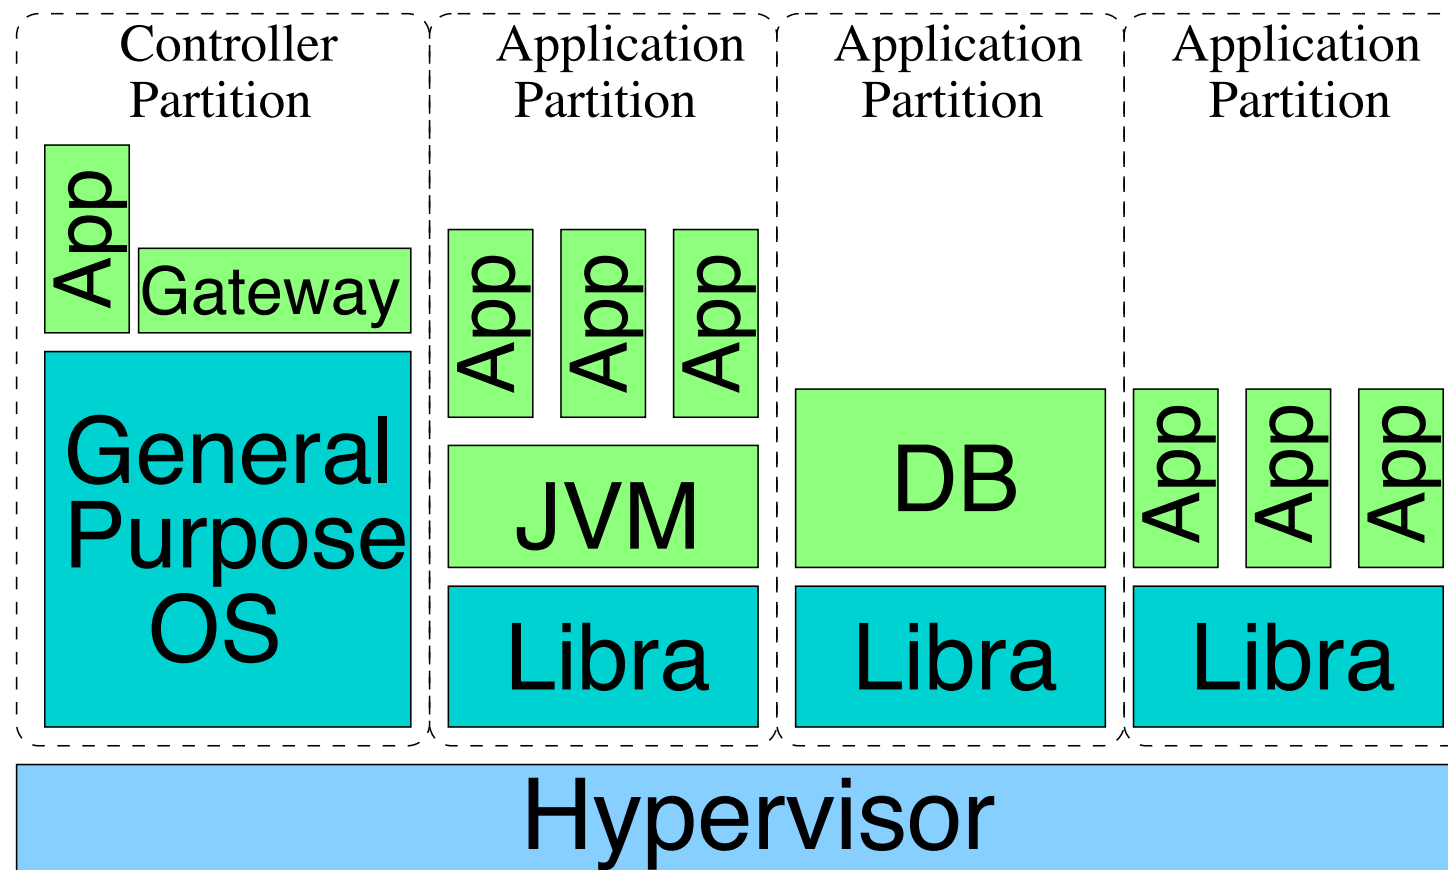 Controller
Partition
App
Gateway
General
Purpose
OS
Application
Partition
App
App
App
JVM
Libra
Application
Partition
DB
Libra
Application
Partition
App
App
App
Libra
Hypervisor